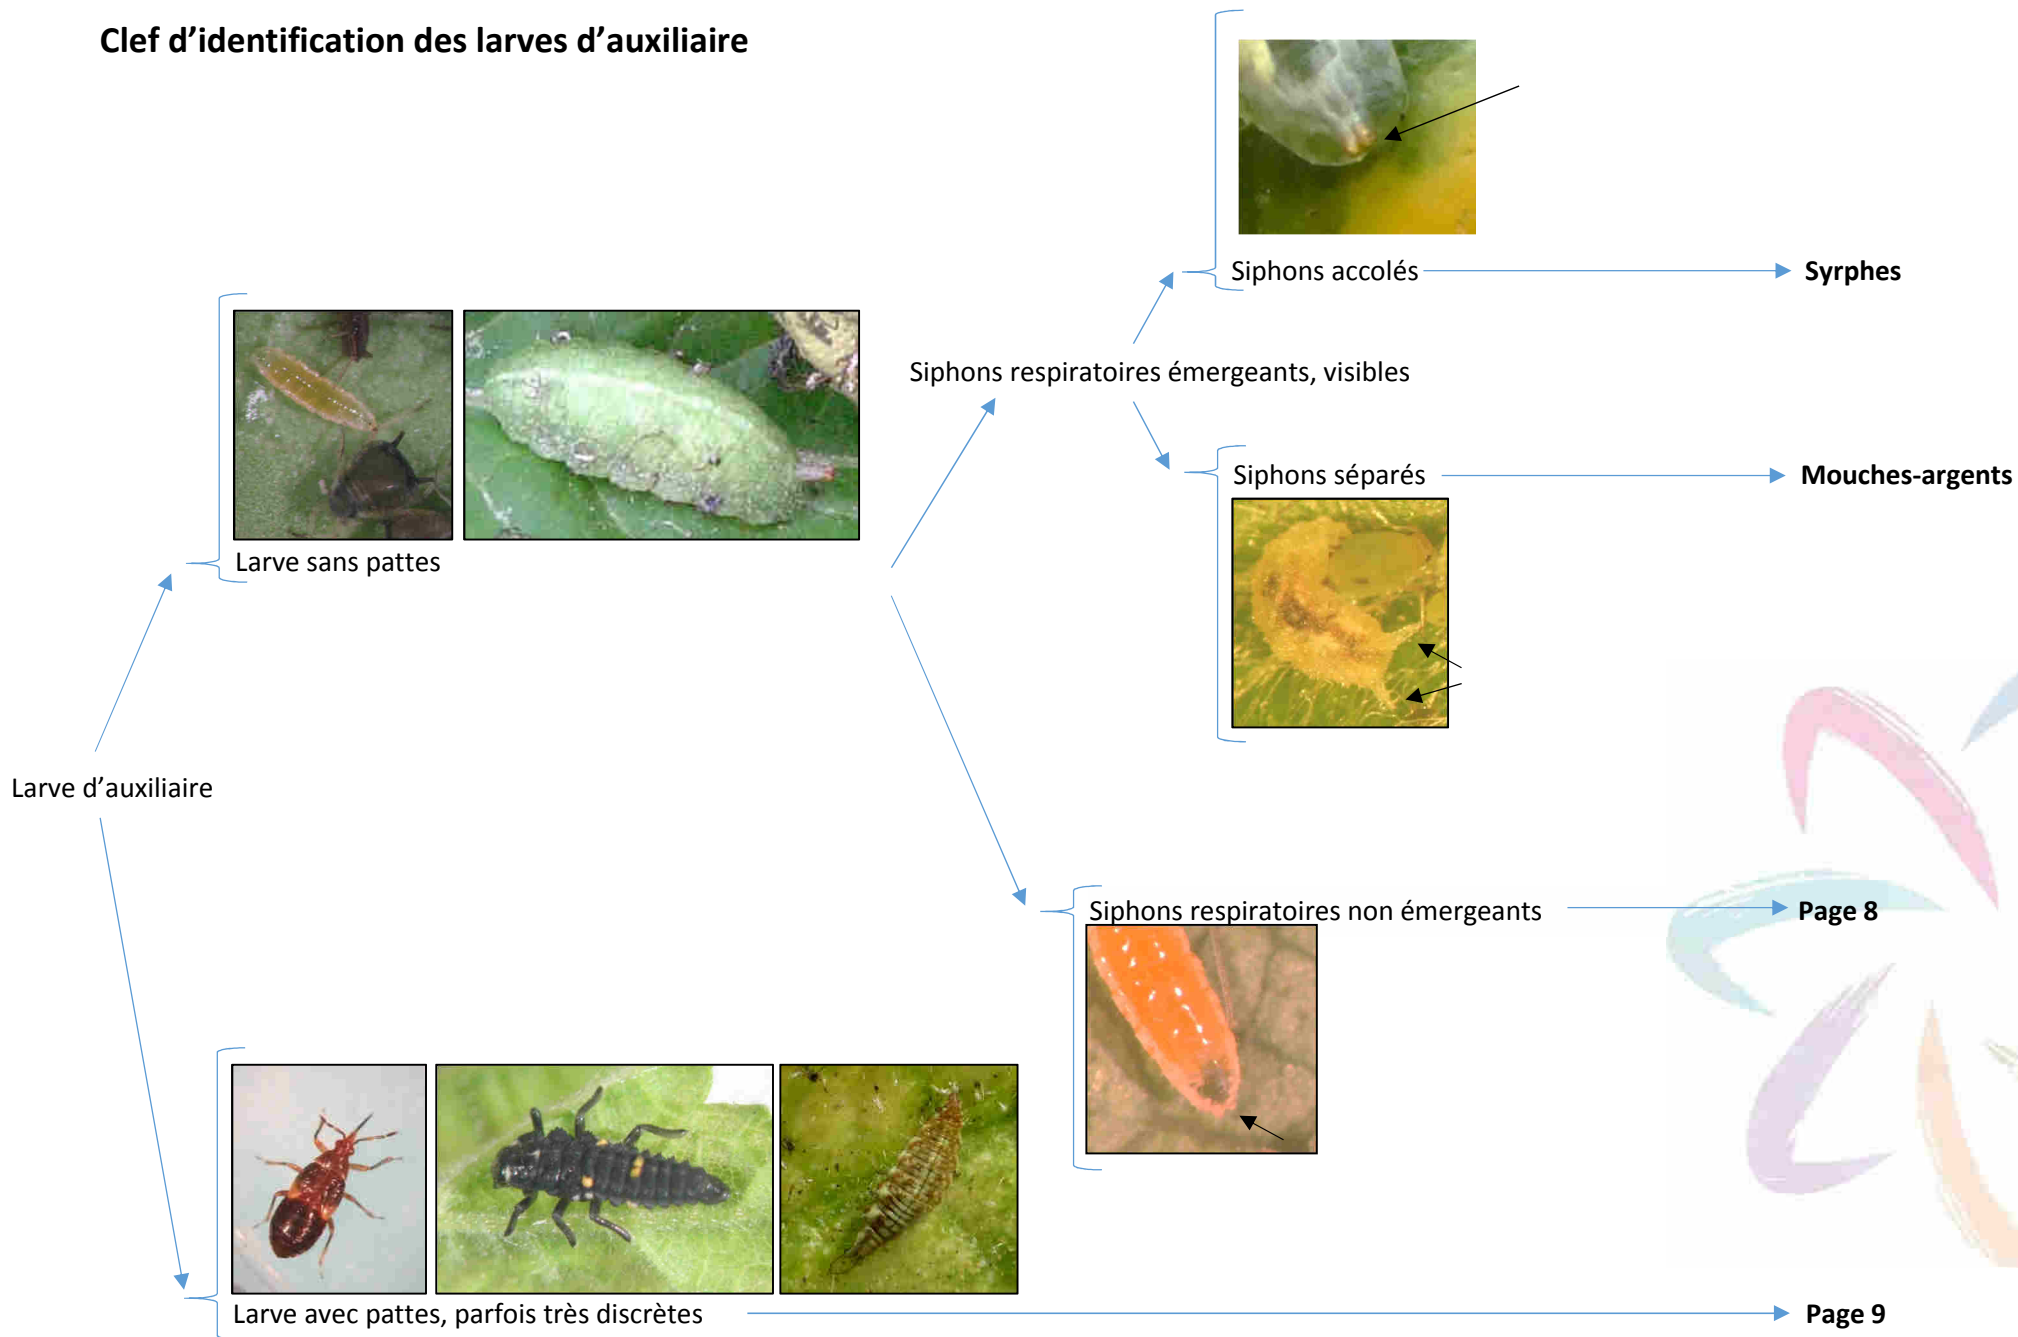 Clef d’identification des larves d’auxiliaire
Siphons accolés
Syrphes
Siphons respiratoires émergeants, visibles
Siphons séparés
Mouches-argents
Larve sans pattes
Larve d’auxiliaire
Siphons respiratoires non émergeants
Page 8
Larve avec pattes, parfois très discrètes
Page 9